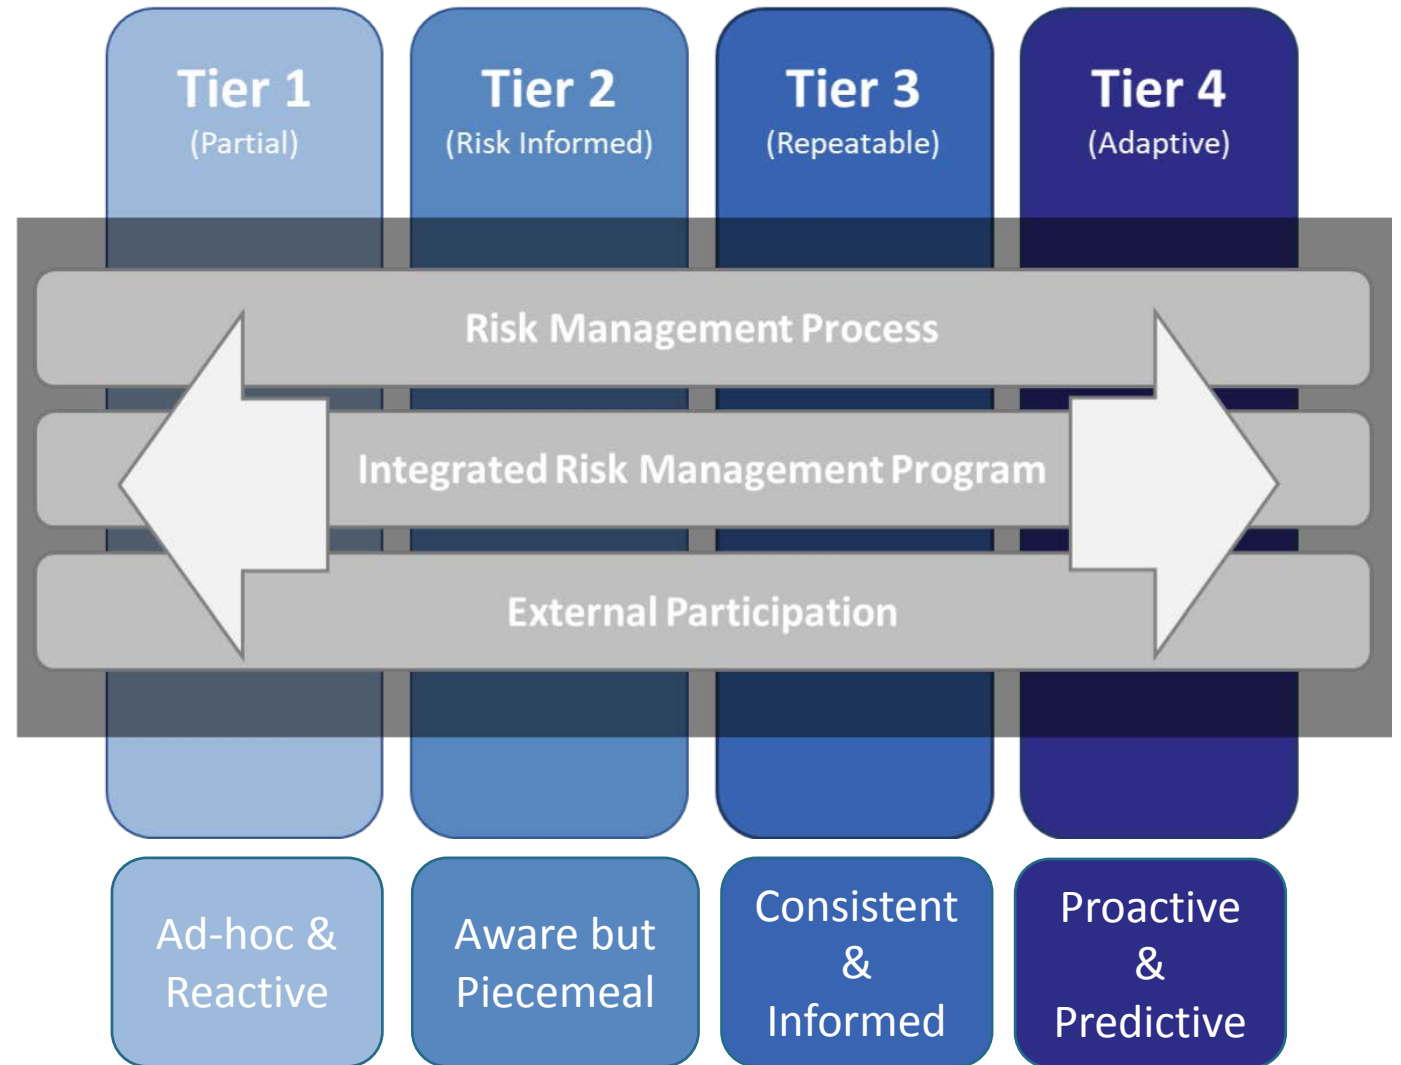 Tier 1
(Partial)
Tier 2
(Risk Informed)
Tier 3
(Repeatable)
Tier 4
(Adaptive)
Risk Management Process
Integrated Risk Management Program
External Participation
Ad-hoc &
Reactive
Aware but
Piecemeal
Consistent
&
Informed
Proactive
&
Predictive